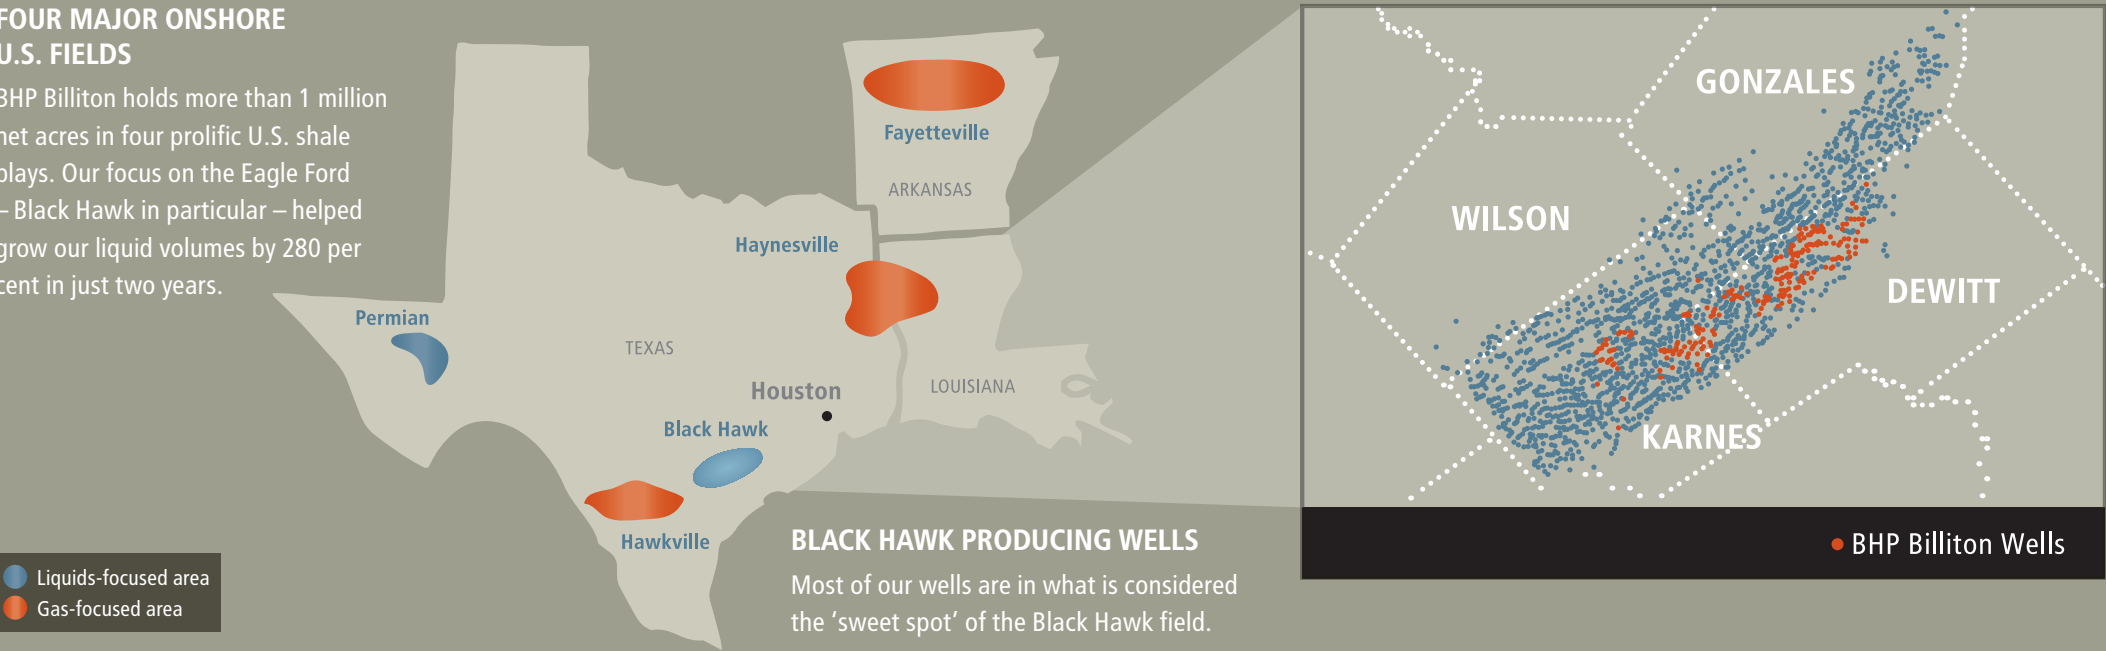 FOUR MAJOR ONSHORE
U.S. FIELDS
BHP Billiton holds more than 1 million
net acres in four prolific U.S. shale
plays. Our focus on the Eagle Ford
– Black Hawk in particular – helped
grow our liquid volumes by 280 per
cent in just two years.
Fayetteville
ARKANSAS
Haynesville
Permian
TEXAS
Houston
LOUISIANA
Black Hawk
Hawkville
Liquids-focused area
Gas-focused area
BLACK HAWK PRODUCING WELLS
Most of our wells are in what is considered
the ‘sweet spot’ of the Black Hawk field.
GONZALES
WILSON
DEWITT
KARNES
BHP Billiton Wells